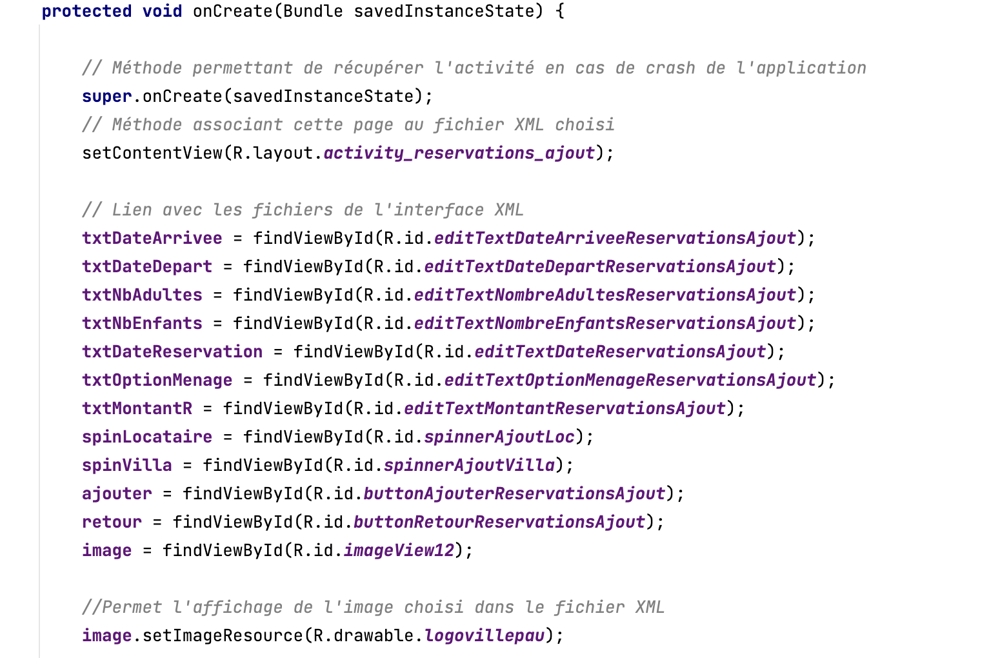 protected void onCreate(Bundle savedInstanceState) {
// Méthode permettant de récupérer l'activité en cas de crash de l'application
super.onCreate(savedInstanceState);
// Méthode associant cette page au fichier XML choisi
setContentView(R.layout.activity_reservations_ajout);
// Lien avec les fichiers de l'interface XML
txtDateArrivee = findViewById(R.id.editTextDateArriveeReservationsAjout);
txtDateDepart = findViewById(R.id.editTextDateDepartReservationsAjout);
txtNbAdultes = findViewById(R.id.editTextNombreAdultesReservationsAjout);
txtNbEnfants = findViewById(R.id.editTextNombreEnfantsReservationsAjout);
txtDateReservation = findViewById(R.id.editTextDateReservationsAjout);
txtOptionMenage = findViewById(R.id.editTextOptionMenageReservationsAjout);
txtMontantR = findViewById(R.id.editTextMontantReservationsAjout);
spinLocataire = findViewById(R.id.spinnerAjoutLoc);
spinVilla = findViewById(R.id.spinnerAjoutVilla);
ajouter = findViewById(R.id.buttonAjouterReservationsAjout);
retour = findViewById(R.id.buttonRetourReservationsAjout);
image = findViewById(R.id.imageView12);
//Permet l'affichage de l'image choisi dans le fichier XML
image.setImageResource(R.drawable.logovillepau);